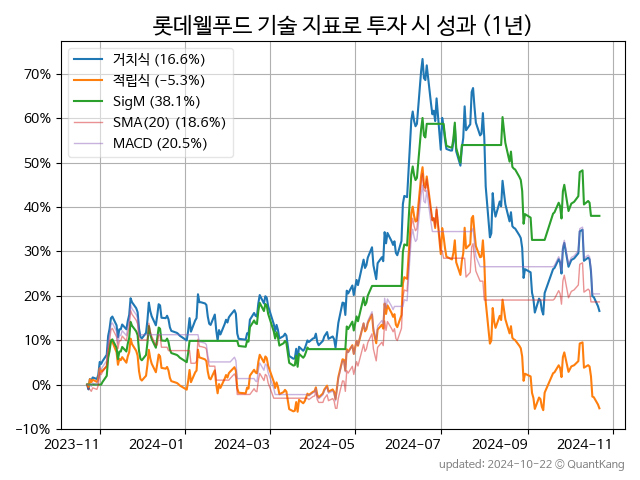 롯데웰푸드 기술 지표로 투자 시 성과 (1년)
거치식 (16.6%)
적립식 (−5.3%)
SigM (38.1%)
SMA(20) (18.6%)
MACD (20.5%)
70%
60%
50%
40%
30%
20%
10%
0%
−10%
2023-11 2024-01 2024-03 2024-05 2024-07 2024-09 2024-11
updated: 2024-10-22 © QuantKang